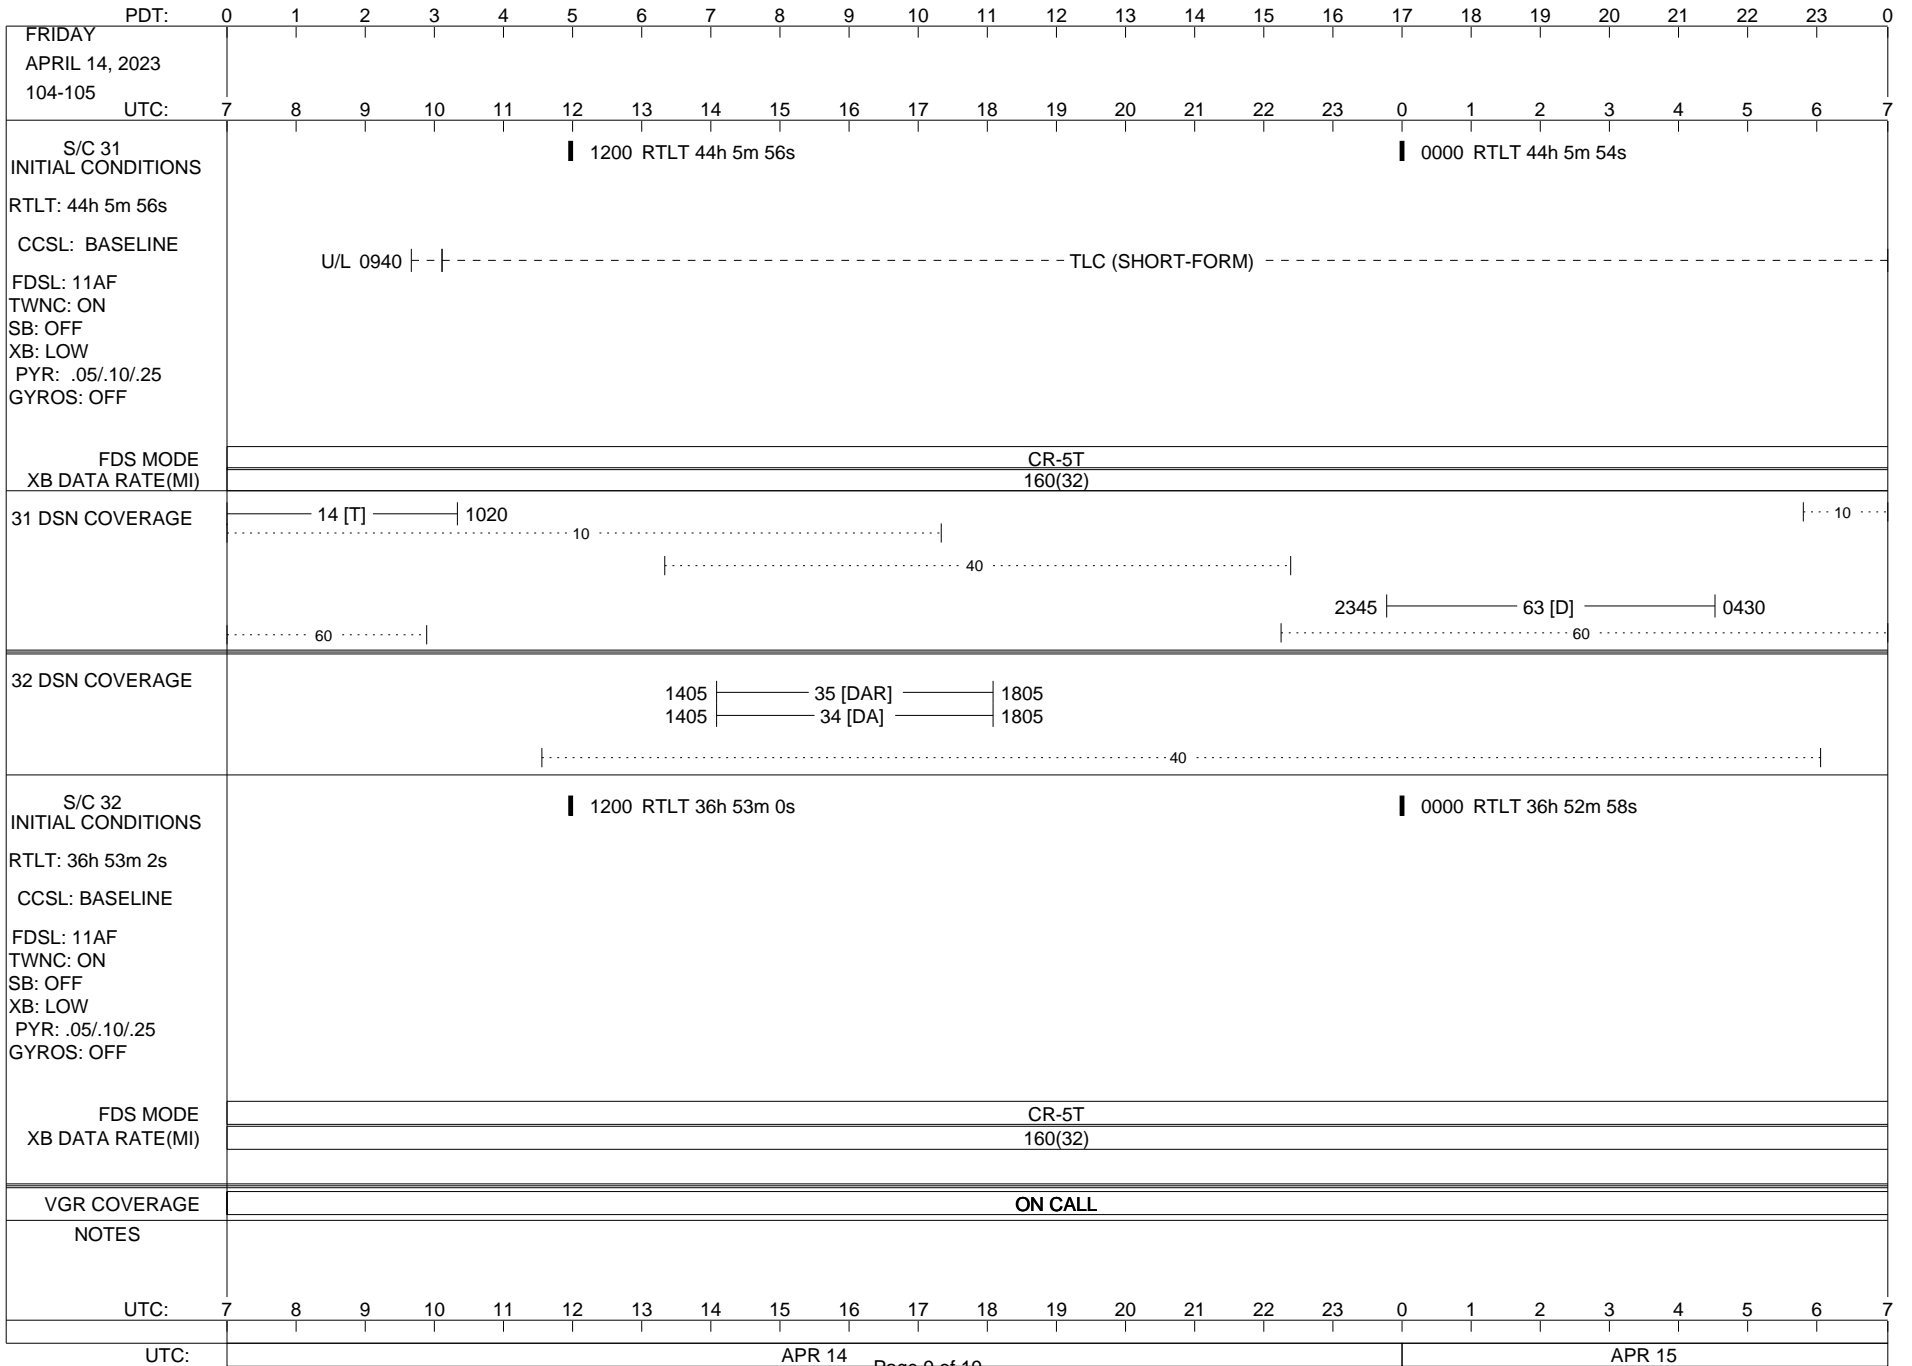 PDT: 0 1 2 3 4 5 6 7 8 9 10 11 12 13 14 15 16 17 18 19 20 21 22 23 0
FRIDAY
APRIL 14, 2023
104-105
UTC: 7 8 9 10 11 12 13 14 15 16 17 18 19 20 21 22 23 0 1 2 3 4 5 6 7
S/C 31
INITIAL CONDITIONS
1200 RTLT 44h 5m 56s
0000 RTLT 44h 5m 54s
RTLT: 44h 5m 56s
CCSL: BASELINE
U/L 0940
TLC (SHORT-FORM)
FDSL: 11AF
TWNC: ON
SB: OFF
XB: LOW
PYR: .05/.10/.25
GYROS: OFF
FDS MODE CR-5T
XB DATA RATE(MI) 160(32)
31 DSN COVERAGE
14 [T] 1020
10
10
40
2345 63 [D] 0430
60
60
32 DSN COVERAGE
1405 35 [DAR] 1805
1405 34 [DA] 1805
40
S/C 32
INITIAL CONDITIONS
1200 RTLT 36h 53m 0s
0000 RTLT 36h 52m 58s
RTLT: 36h 53m 2s
CCSL: BASELINE
FDSL: 11AF
TWNC: ON
SB: OFF
XB: LOW
PYR: .05/.10/.25
GYROS: OFF
FDS MODE CR-5T
XB DATA RATE(MI) 160(32)
VGR COVERAGE ON CALL
NOTES
UTC: 7 8 9 10 11 12 13 14 15 16 17 18 19 20 21 22 23 0 1 2 3 4 5 6 7
UTC: APR 14 APR 15
Page 9 of 19